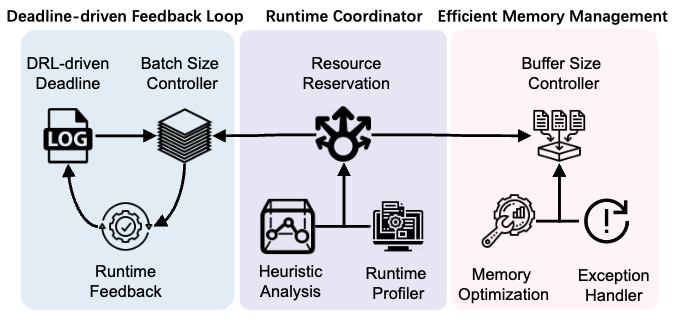 Deadline-driven Feedback Loop
Runtime Coordinator
Efficient Memory Management
DRL-driven
Deadline
Batch Size
Controller
Resource
Reservation
Buffer Size
Controller
LOG
Runtime
Feedback
Heuristic
Analysis
Runtime
Profiler
Memory
Optimization
Exception
Handler